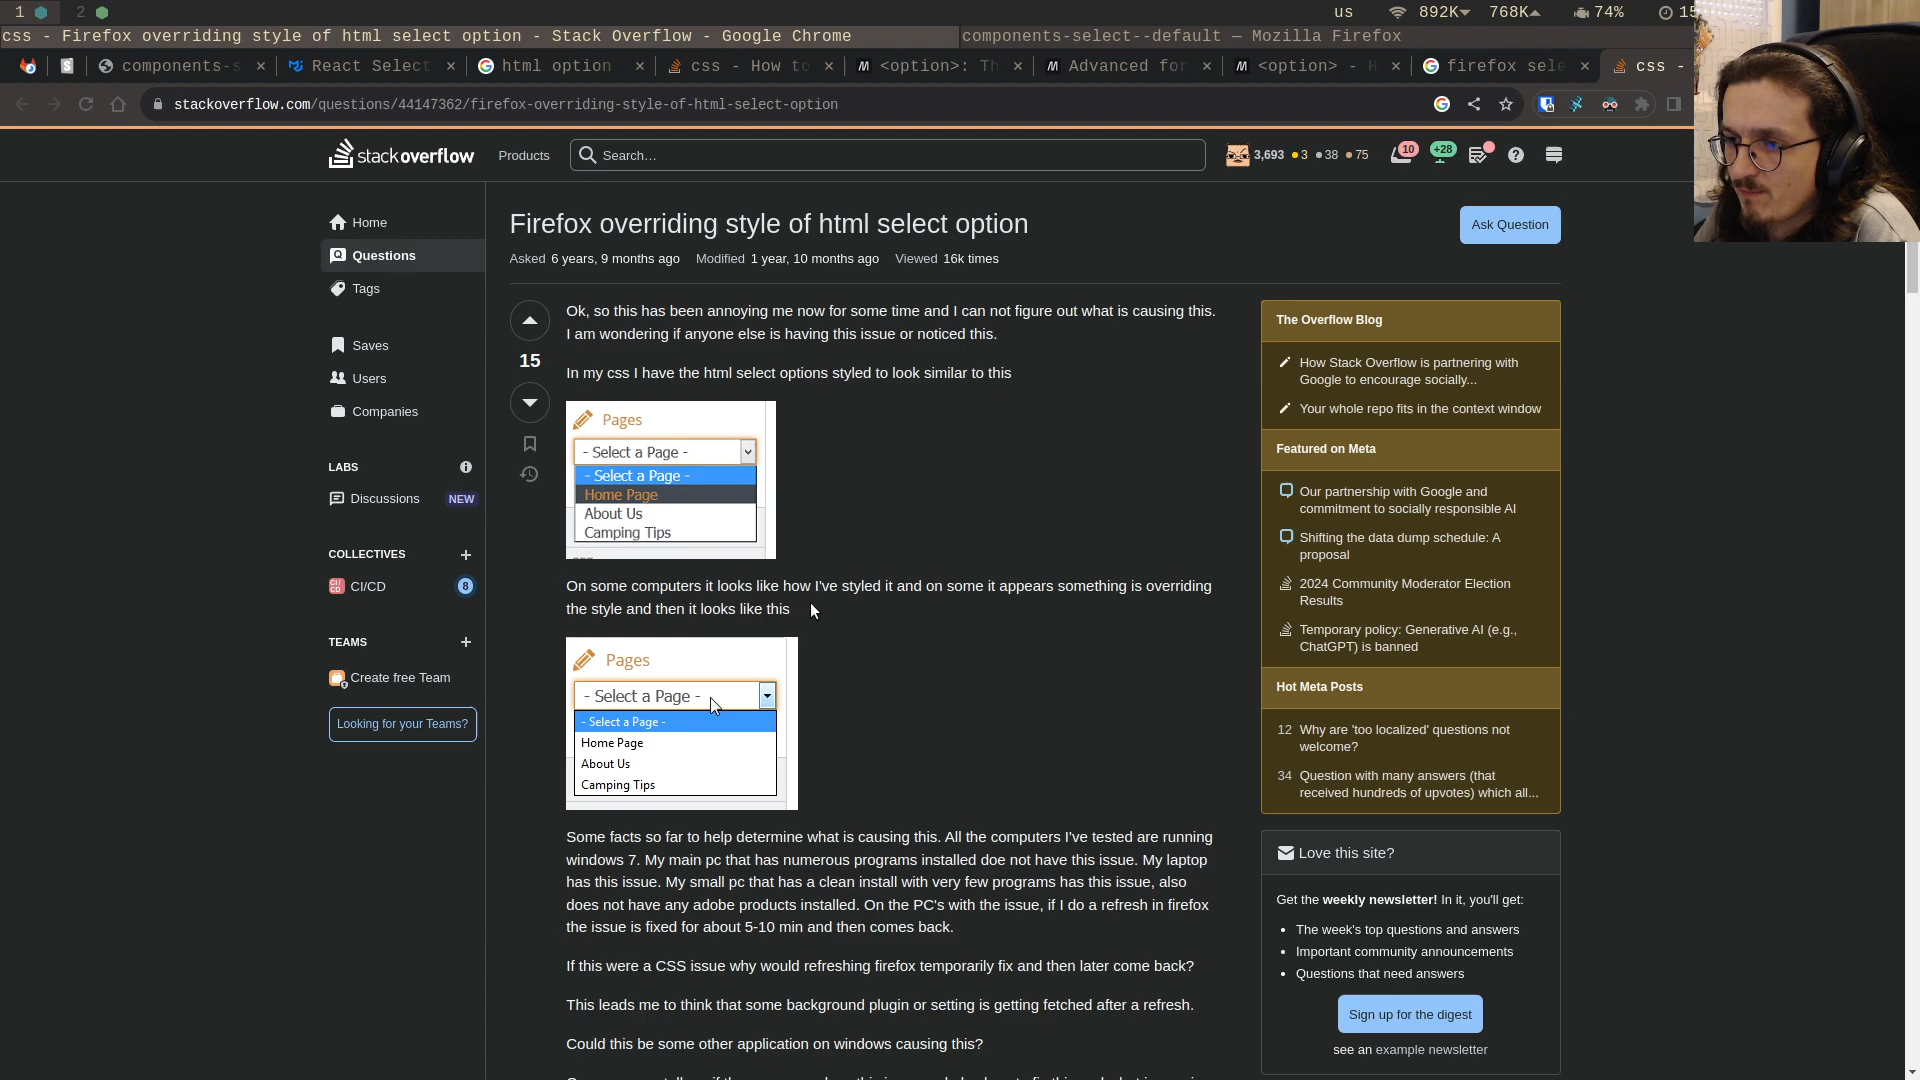 1 2 us 892K 768K 74% 15
css - Firefox overriding style of html select option - Stack Overflow - Google Chrome
components-select--default — Mozilla Firefox
components-s × React Select × html option × css - How to × <option>: Th × Advanced for × <option> - H × firefox sele × css -
stackoverflow.com/questions/44147362/firefox-overriding-style-of-html-select-option
stackoverflow Products Search… 3,693 3 38 75 10 +28
Home
Questions
Tags
Saves
Users
Companies
LABS
Discussions NEW
COLLECTIVES
CI/CD 8
TEAMS
Create free Team
Looking for your Teams?
Firefox overriding style of html select option
Ask Question
Asked 6 years, 9 months ago Modified 1 year, 10 months ago Viewed 16k times
15
Ok, so this has been annoying me now for some time and I can not figure out what is causing this.
I am wondering if anyone else is having this issue or noticed this.
In my css I have the html select options styled to look similar to this
Pages
- Select a Page -
- Select a Page -
Home Page
About Us
Camping Tips
On some computers it looks like how I've styled it and on some it appears something is overriding
the style and then it looks like this
Pages
- Select a Page -
- Select a Page -
Home Page
About Us
Camping Tips
Some facts so far to help determine what is causing this. All the computers I've tested are running
windows 7. My main pc that has numerous programs installed doe not have this issue. My laptop
has this issue. My small pc that has a clean install with very few programs has this issue, also
does not have any adobe products installed. On the PC's with the issue, if I do a refresh in firefox
the issue is fixed for about 5-10 min and then comes back.
If this were a CSS issue why would refreshing firefox temporarily fix and then later come back?
This leads me to think that some background plugin or setting is getting fetched after a refresh.
Could this be some other application on windows causing this?
The Overflow Blog
How Stack Overflow is partnering with
Google to encourage socially...
Your whole repo fits in the context window
Featured on Meta
Our partnership with Google and
commitment to socially responsible AI
Shifting the data dump schedule: A
proposal
2024 Community Moderator Election
Results
Temporary policy: Generative AI (e.g.,
ChatGPT) is banned
Hot Meta Posts
12 Why are 'too localized' questions not
welcome?
34 Question with many answers (that
received hundreds of upvotes) which all...
Love this site?
Get the weekly newsletter! In it, you'll get:
• The week's top questions and answers
• Important community announcements
• Questions that need answers
Sign up for the digest
see an example newsletter